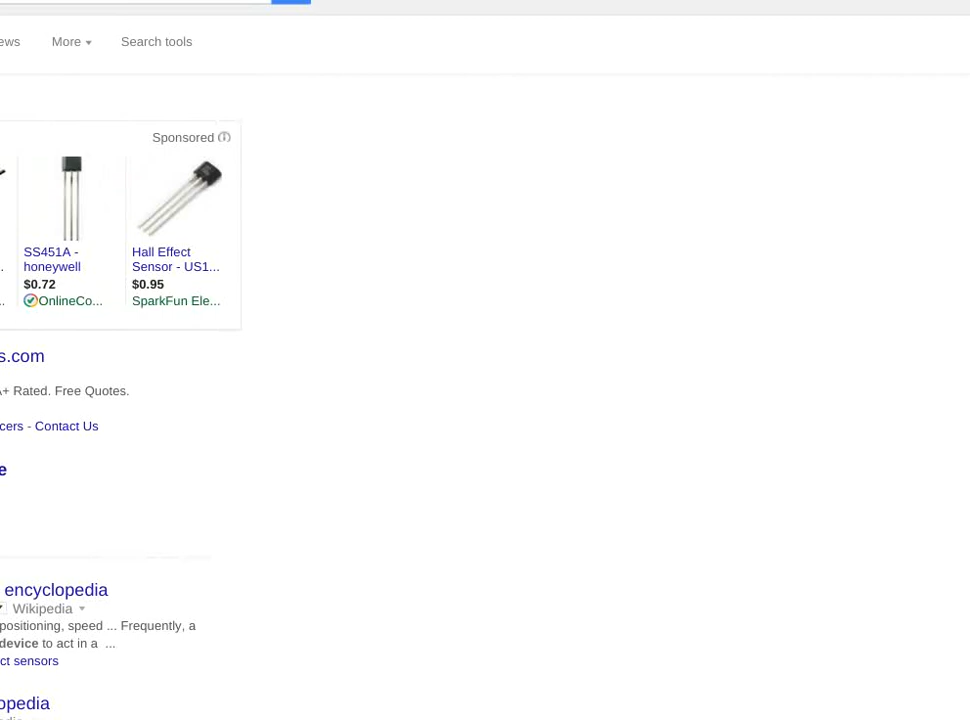 More
Search tools
Sponsored
SS451A -
honeywell
$0.72
OnlineCo...
Hall Effect
Sensor - US1...
$0.95
SparkFun Ele...
s.com
A+ Rated. Free Quotes.
cers - Contact Us
e
encyclopedia
Wikipedia
positioning, speed ... Frequently, a
device to act in a ...
ct sensors
opedia